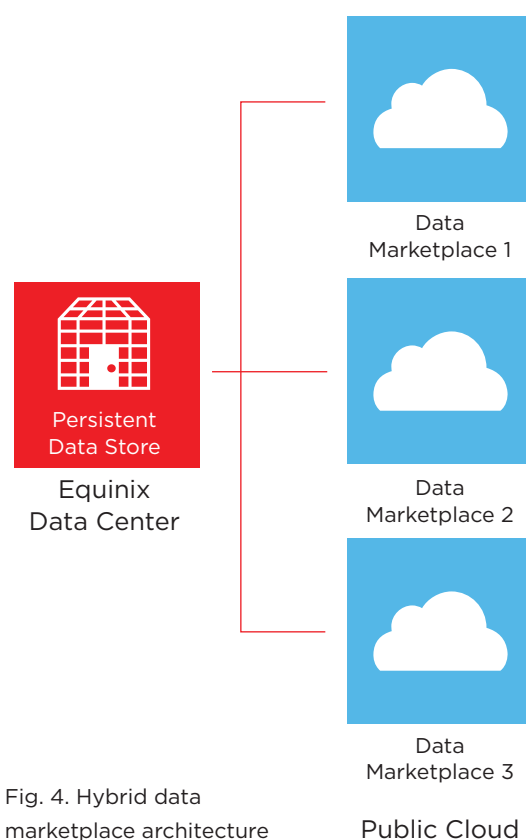 Data
Marketplace 1
Persistent
Data Store
Equinix
Data Center
Data
Marketplace 2
Data
Marketplace 3
Public Cloud
Fig. 4. Hybrid data
marketplace architecture